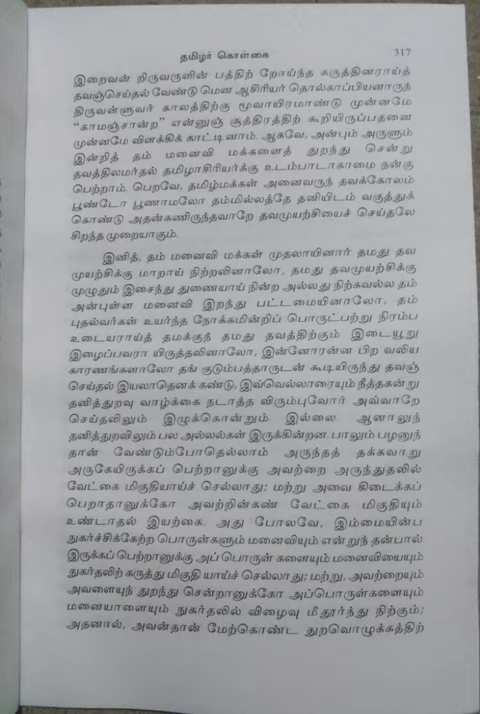 தமிழர் கொள்கை 317
இறைவன் றிருவருளின் பத்திற் றோய்ந்த கருத்தினராய்த்
தவஞ்செய்தல் வேண்டு மென ஆசிரியர் தொல்காப்பியனாருந்
திருவள்ளுவர் காலத்திற்கு மூவாயிரமாண்டு முன்னமே
“காமஞ்சான்ற” என்னுஞ் சூத்திரத்திற் கூறியிருப்பதனை
முன்னமே விளக்கிக் காட்டினாம். ஆகவே, அன்பும் அருளும்
இன்றித் தம் மனைவி மக்களைத் துறந்து சென்று
தவத்திலமர்தல் தமிழாசிரியர்க்கு உடம்பாடாகாமை நன்கு
பெற்றாம். பெறவே, தமிழ்மக்கள் அனைவருந் தவக்கோலம்
பூண்டோ பூணாமலோ தம்மில்லத்தே தனியிடம் வகுத்துக்
கொண்டு அதன்கணிருந்தவாறே தவமுயற்சியைச் செய்தலே
சிறந்த முறையாகும்.
இனித், தம் மனைவி மக்கள் முதலாயினார் தமது தவ
முயற்சிக்கு மாறாய் நிற்றலினாலோ, தமது தவமுயற்சிக்கு
முழுதும் இசைந்து துணையாய் நின்ற அல்லது நிற்கவல்ல தம்
அன்புள்ள மனைவி இறந்து பட்டமையினாலோ, தம்
புதல்வர்கள் உயர்ந்த நோக்கமின்றிப் பொருட்பற்று நிரம்ப
உடையராய்த் தமக்குந் தமது தவத்திற்கும் இடையூறு
இழைப்பவரா யிருத்தலினாலோ, இன்னோரன்ன பிற வலிய
காரணங்களாலோ தங் குடும்பத்தாருடன் கூடியிருந்து தவஞ்
செய்தல் இயலாதெனக் கண்டு, இவ்வெல்லாரையும் நீத்தகன்று
தனித்துறவு வாழ்க்கை நடாத்த விரும்புவோர் அவ்வாறே
செய்தலிலும் இழுக்கொன்றும் இல்லை. ஆனாலுந்
தனித்துறவிலும் பல அல்லல்கள் இருக்கின்றன. பாலும் பழனுந்
தான் வேண்டும்போதெல்லாம் அருந்தத் தக்கவாறு
அருகேயிருக்கப் பெற்றானுக்கு அவற்றை அருந்துதலில்
வேட்கை மிகுதியாய்ச் செல்லாது; மற்று அவை கிடைக்கப்
பெறாதானுக்கோ அவற்றின்கண் வேட்கை மிகுதியும்
உண்டாதல் இயற்கை. அது போலவே, இம்மையின்ப
நுகர்ச்சிக்கேற்ற பொருள்களும் மனைவியும் என்றுந் தன்பால்
இருக்கப் பெற்றானுக்கு அப் பொருள் களையும் மனைவியையும்
நுகர்தலிற் கருத்து மிகுதி யாய்ச் செல்லாது; மற்று, அவற்றையும்
அவளையுந் துறந்து சென்றானுக்கோ அப்பொருள்களையும்
மனையாளையும் நுகர்தலில் விழைவு மீதூர்ந்து நிற்கும்;
அதனால், அவன்தான் மேற்கொண்ட துறவொழுக்கத்திற்